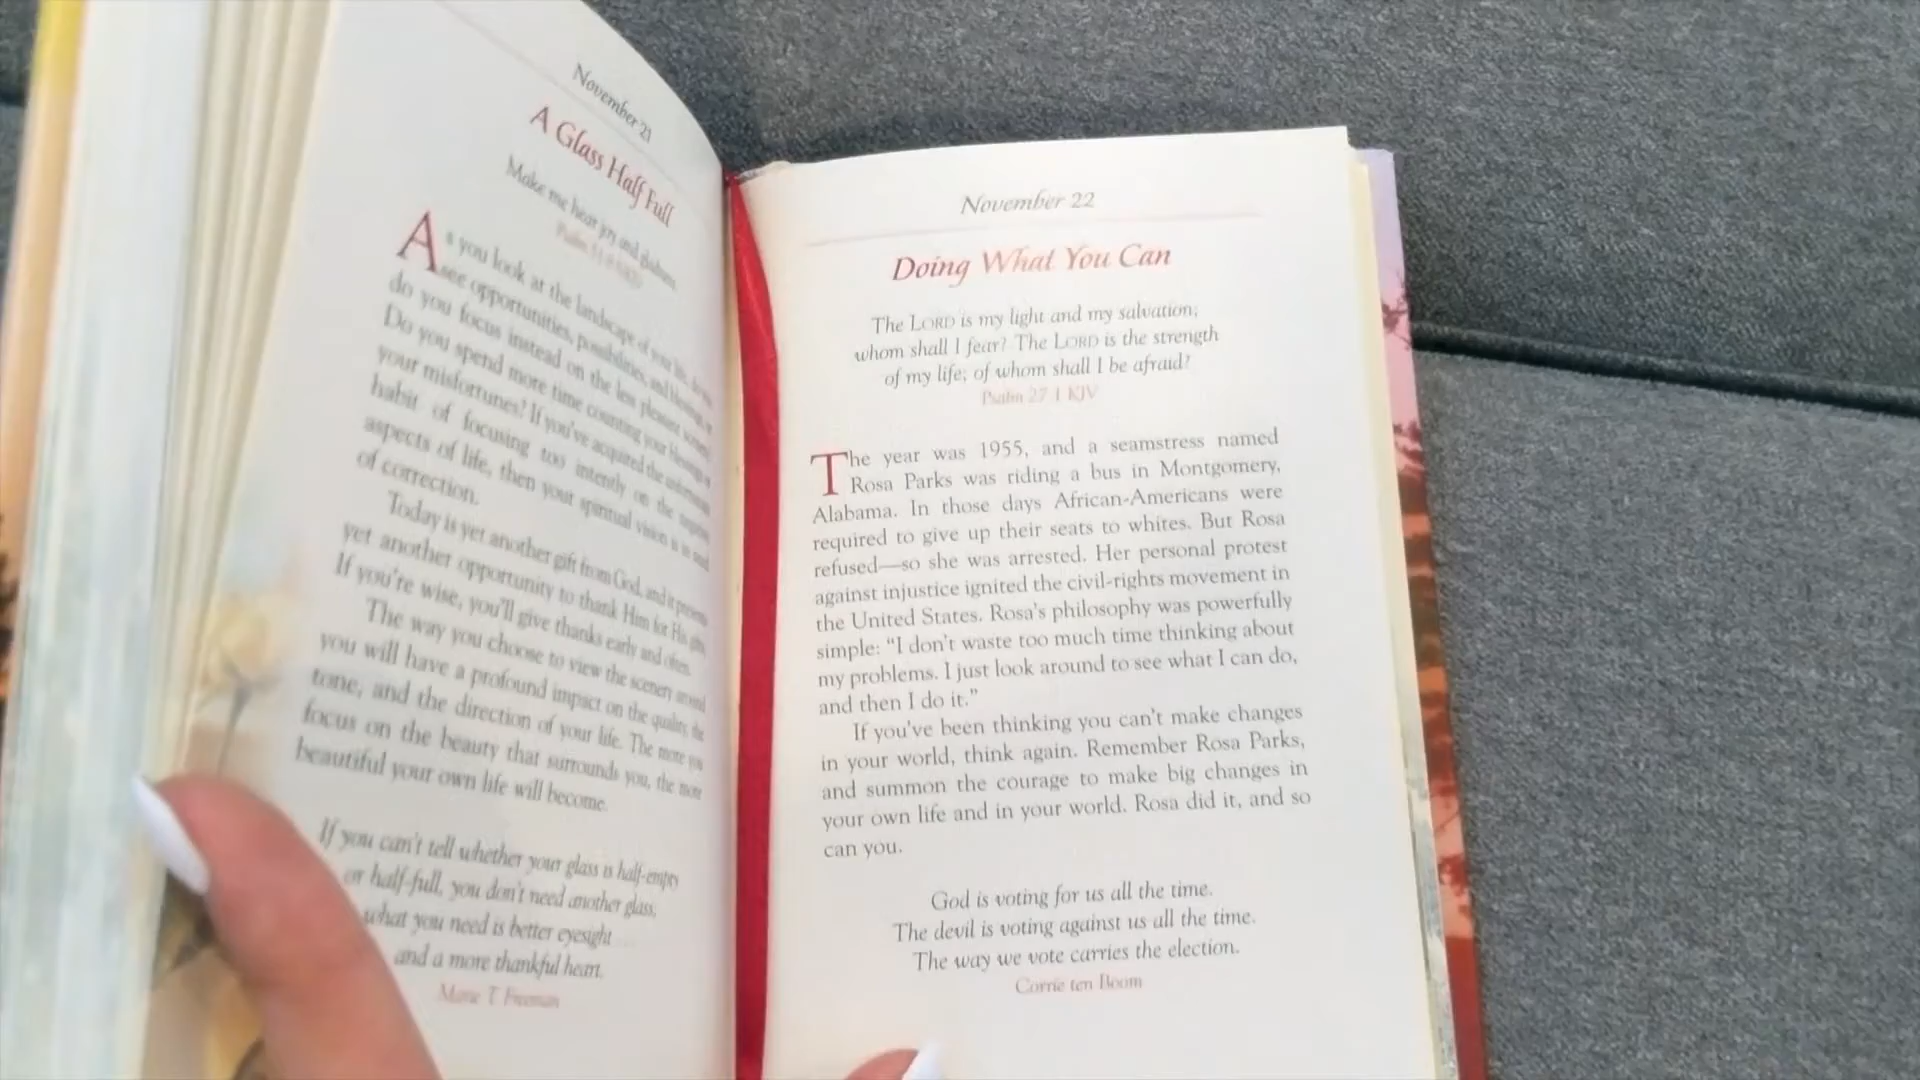 November 21
A Glass Half Full
Make me hear joy and gladness
As you look at the landscape of your life, do you
see opportunities, possibilities, and blessings, or
do you focus instead on the less pleasant scenery?
Do you spend more time counting your blessings or
your misfortunes? If you've acquired the unfortunate
habit of focusing too intently on the negative
aspects of life, then your spiritual vision is in need
of correction.
Today is yet another gift from God, and it presents
yet another opportunity to thank Him for His gifts.
If you're wise, you'll give thanks early and often.
The way you choose to view the scenery around
you will have a profound impact on the quality, the
tone, and the direction of your life. The more you
focus on the beauty that surrounds you, the more
beautiful your own life will become.
If you can't tell whether your glass is half-empty
or half-full, you don't need another glass;
what you need is better eyesight
and a more thankful heart.
Marie T Freeman
November 22
Doing What You Can
The LORD is my light and my salvation;
whom shall I fear? The LORD is the strength
of my life; of whom shall I be afraid?
Psalm 27 1 KJV
The year was 1955, and a seamstress named
Rosa Parks was riding a bus in Montgomery,
Alabama. In those days African-Americans were
required to give up their seats to whites. But Rosa
refused—so she was arrested. Her personal protest
against injustice ignited the civil-rights movement in
the United States. Rosa's philosophy was powerfully
simple: “I don't waste too much time thinking about
my problems. I just look around to see what I can do,
and then I do it.”
If you've been thinking you can't make changes
in your world, think again. Remember Rosa Parks,
and summon the courage to make big changes in
your own life and in your world. Rosa did it, and so
can you.
God is voting for us all the time.
The devil is voting against us all the time.
The way we vote carries the election.
Corrie ten Boom